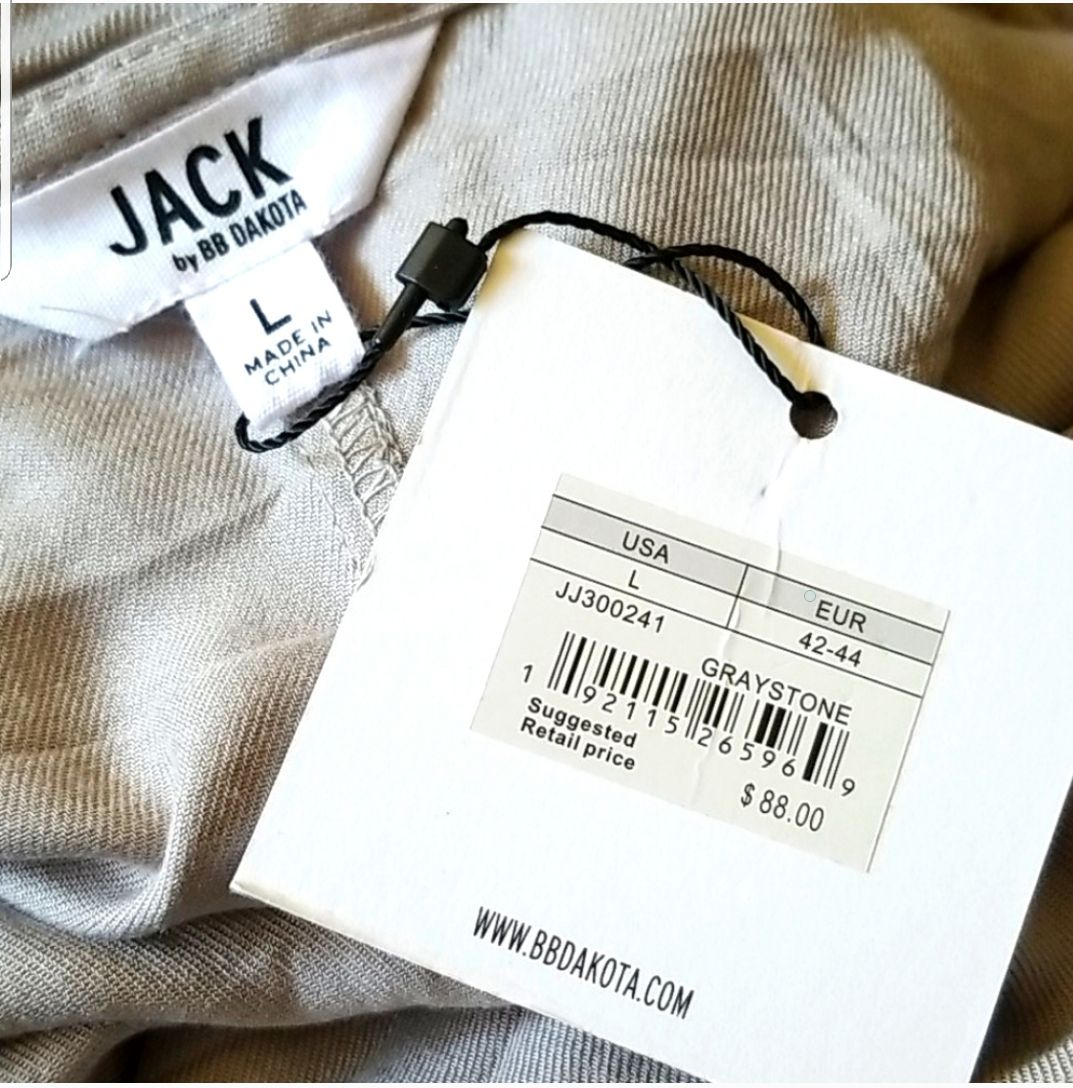 JACK
by BB DAKOTA
L
MADE IN
CHINA
USA
EUR
L
42-44
JJ300241
GRAYSTONE
1 92115 26596 9
Suggested
Retail price
$ 88.00
WWW.BBDAKOTA.COM